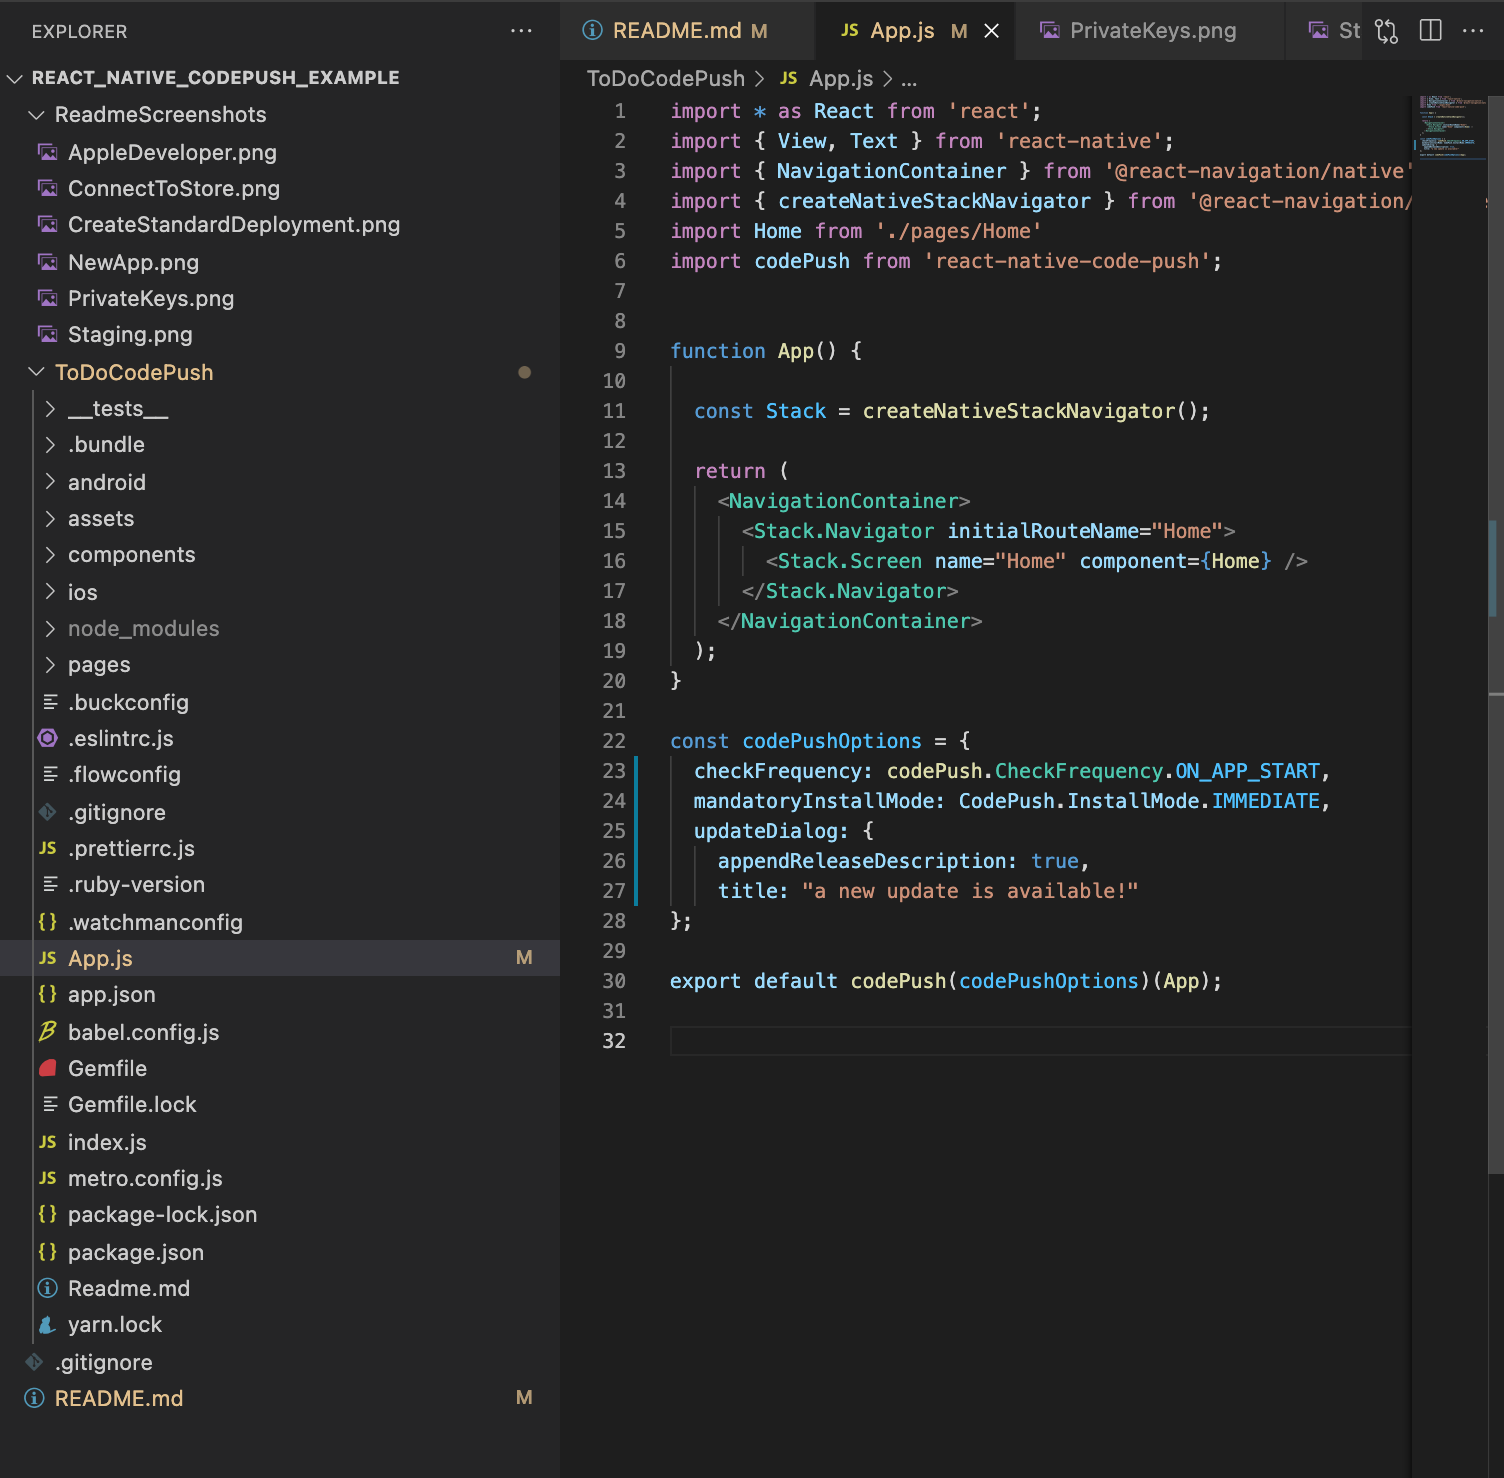 EXPLORER
REACT_NATIVE_CODEPUSH_EXAMPLE
ReadmeScreenshots
AppleDeveloper.png
ConnectToStore.png
CreateStandardDeployment.png
NewApp.png
PrivateKeys.png
Staging.png
ToDoCodePush
__tests__
.bundle
android
assets
components
ios
node_modules
pages
.buckconfig
.eslintrc.js
.flowconfig
.gitignore
JS .prettierrc.js
.ruby-version
{} .watchmanconfig
JS App.js M
{} app.json
babel.config.js
Gemfile
Gemfile.lock
JS index.js
JS metro.config.js
{} package-lock.json
{} package.json
Readme.md
yarn.lock
.gitignore
README.md M
README.md M JS App.js M PrivateKeys.png St
ToDoCodePush > JS App.js > ...
1 import * as React from 'react';
2 import { View, Text } from 'react-native';
3 import { NavigationContainer } from '@react-navigation/native'
4 import { createNativeStackNavigator } from '@react-navigation/
5 import Home from './pages/Home'
6 import codePush from 'react-native-code-push';
7
8
9 function App() {
10
11 const Stack = createNativeStackNavigator();
12
13 return (
14 <NavigationContainer>
15 <Stack.Navigator initialRouteName="Home">
16 <Stack.Screen name="Home" component={Home} />
17 </Stack.Navigator>
18 </NavigationContainer>
19 );
20 }
21
22 const codePushOptions = {
23 checkFrequency: codePush.CheckFrequency.ON_APP_START,
24 mandatoryInstallMode: CodePush.InstallMode.IMMEDIATE,
25 updateDialog: {
26 appendReleaseDescription: true,
27 title: "a new update is available!"
28 };
29
30 export default codePush(codePushOptions)(App);
31
32